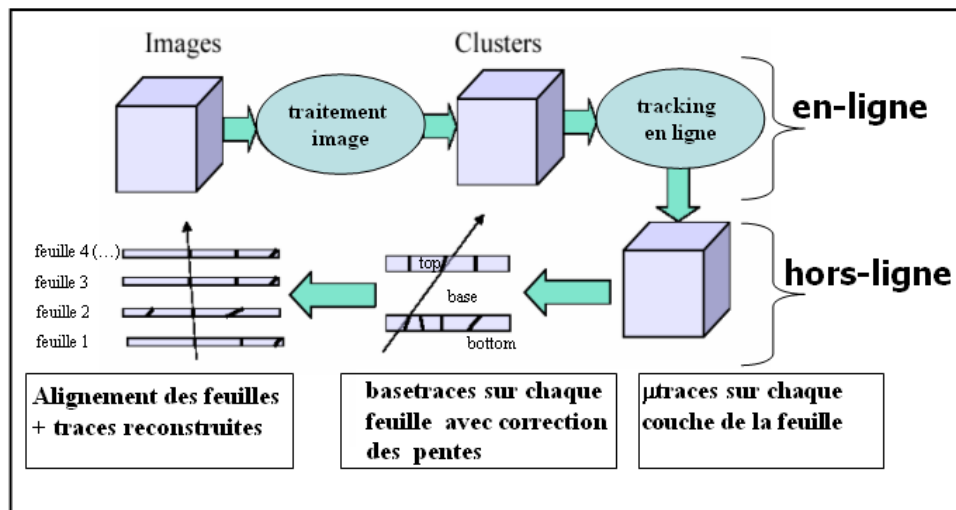 Images
Clusters
traitement
image
tracking
en ligne
en-ligne
feuille 4 (...)
feuille 3
feuille 2
feuille 1
top
base
bottom
hors-ligne
Alignement des feuilles
+ traces reconstruites
basetraces sur chaque
feuille avec correction
des pentes
µtraces sur chaque
couche de la feuille